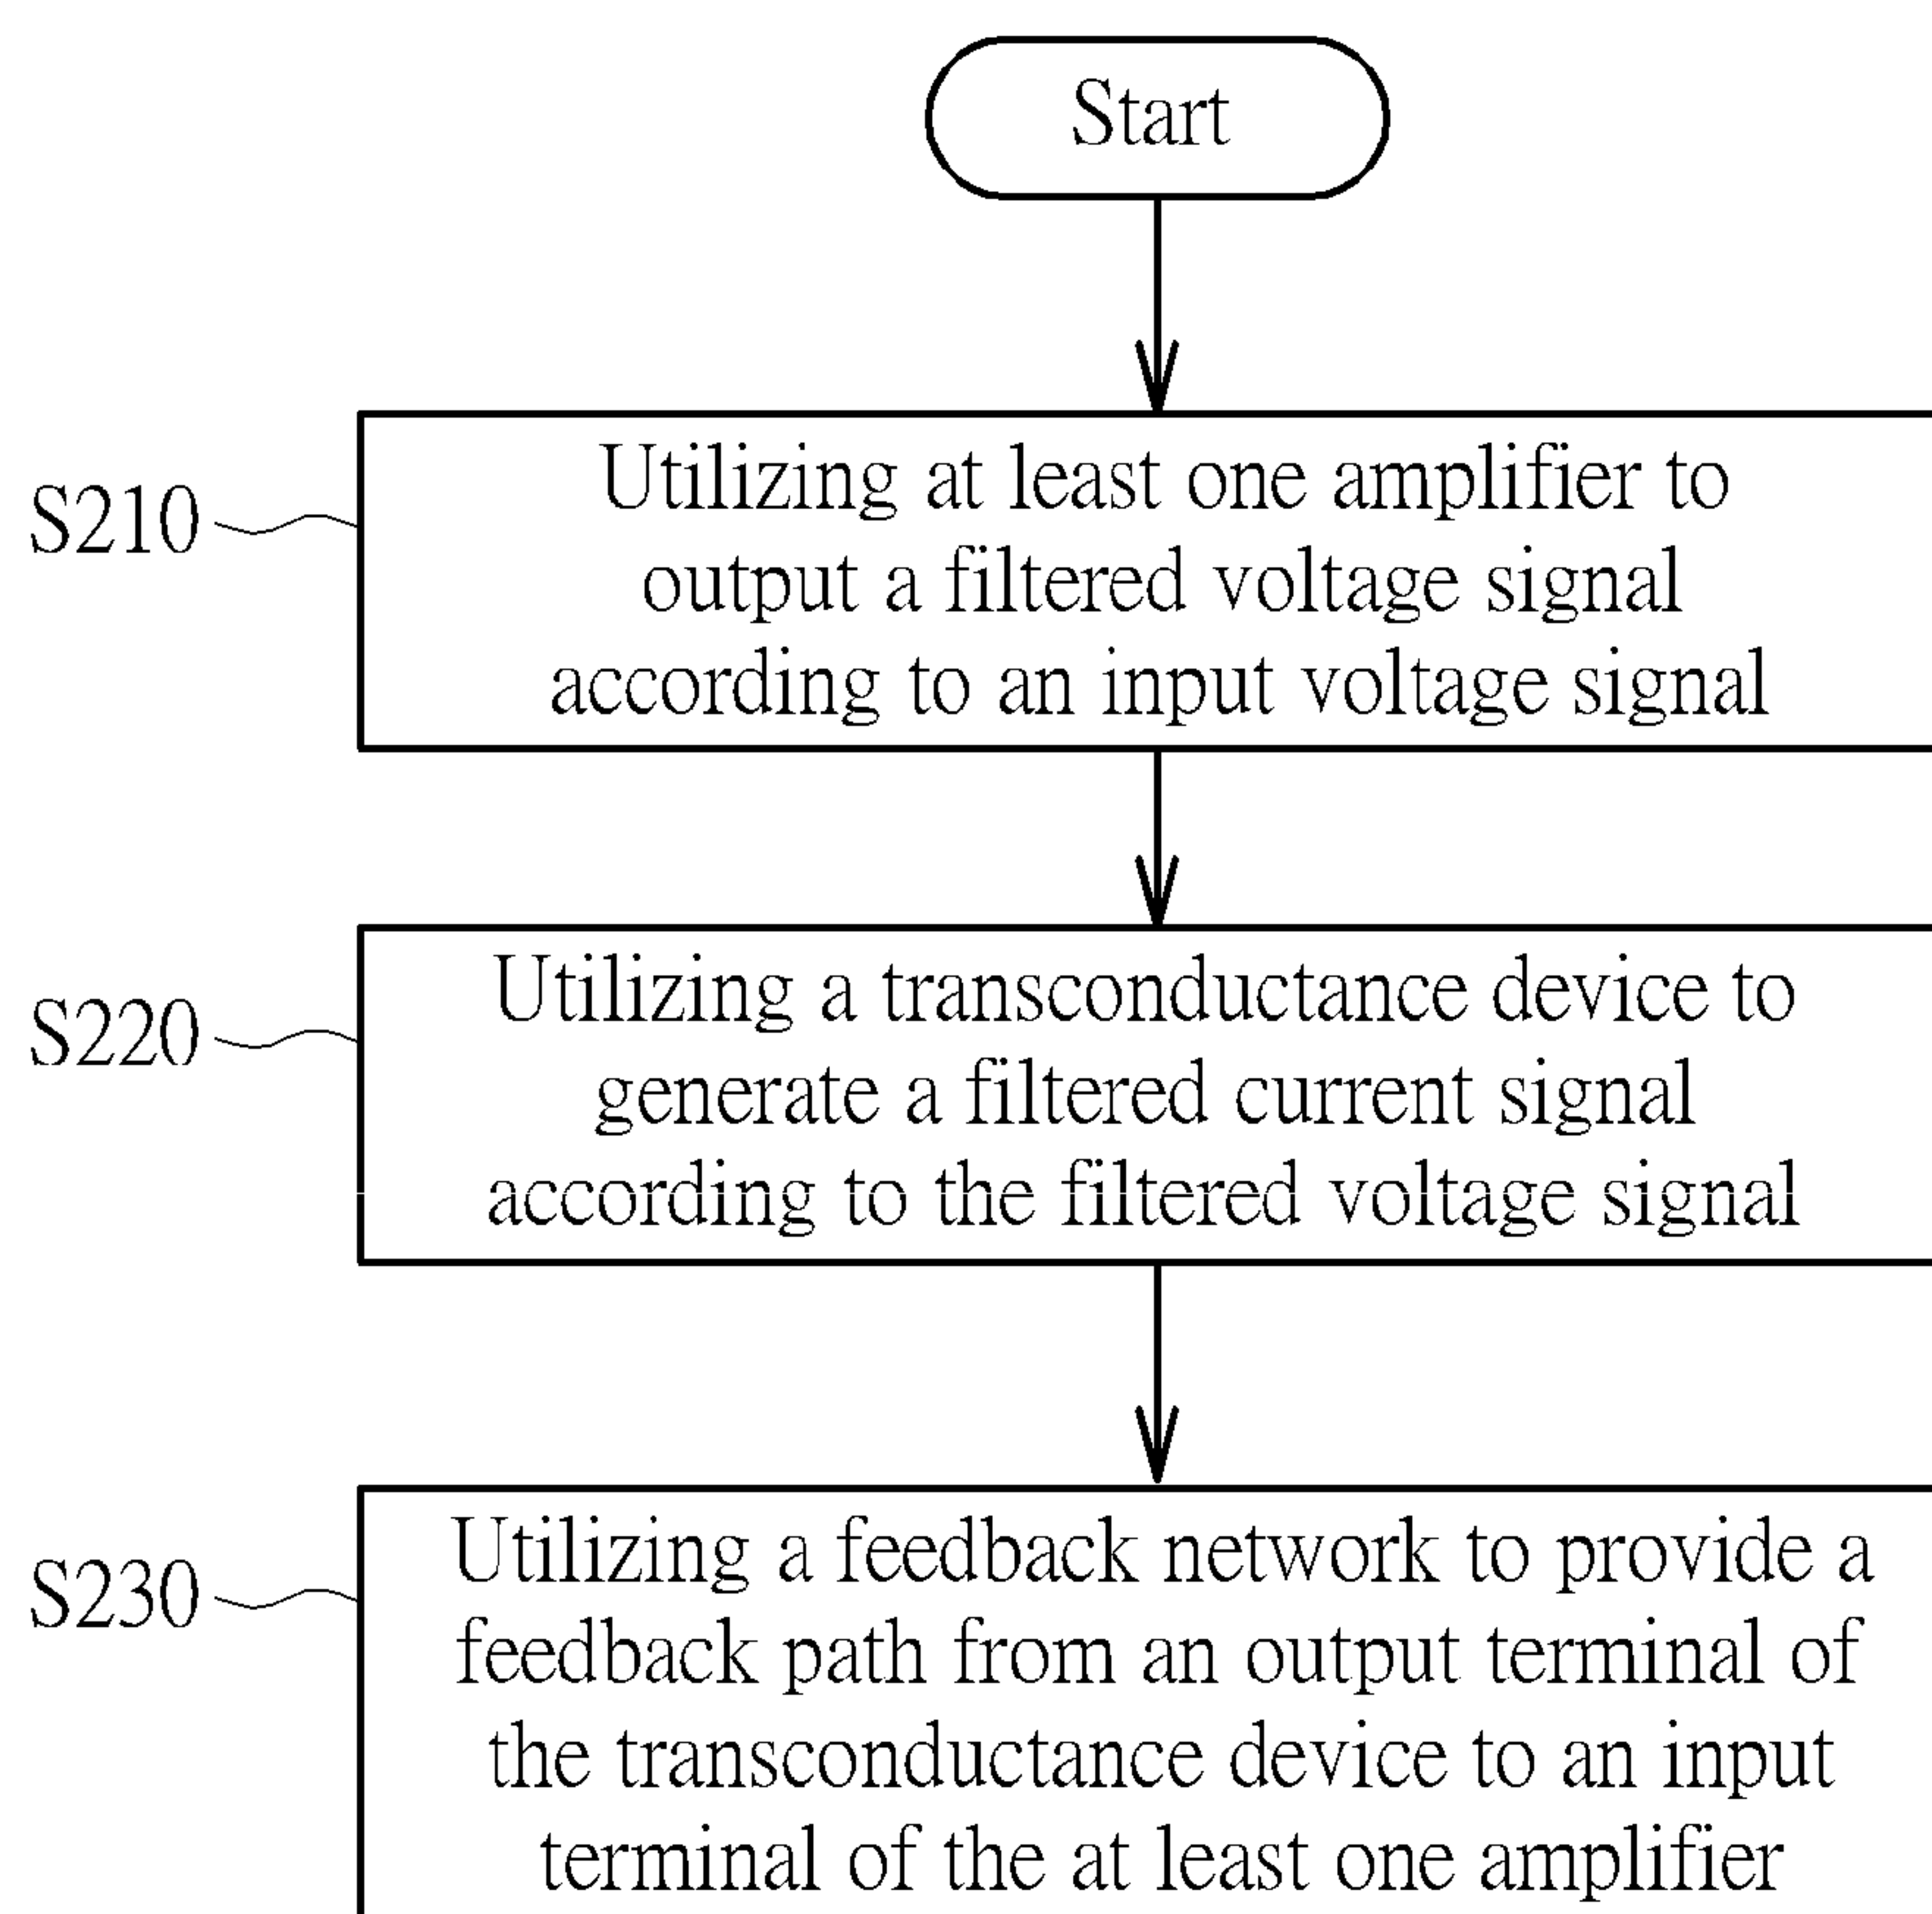 Start
S210
Utilizing at least one amplifier to
output a filtered voltage signal
according to an input voltage signal
S220
Utilizing a transconductance device to
generate a filtered current signal
according to the filtered voltage signal
S230
Utilizing a feedback network to provide a
feedback path from an output terminal of
the transconductance device to an input
terminal of the at least one amplifier